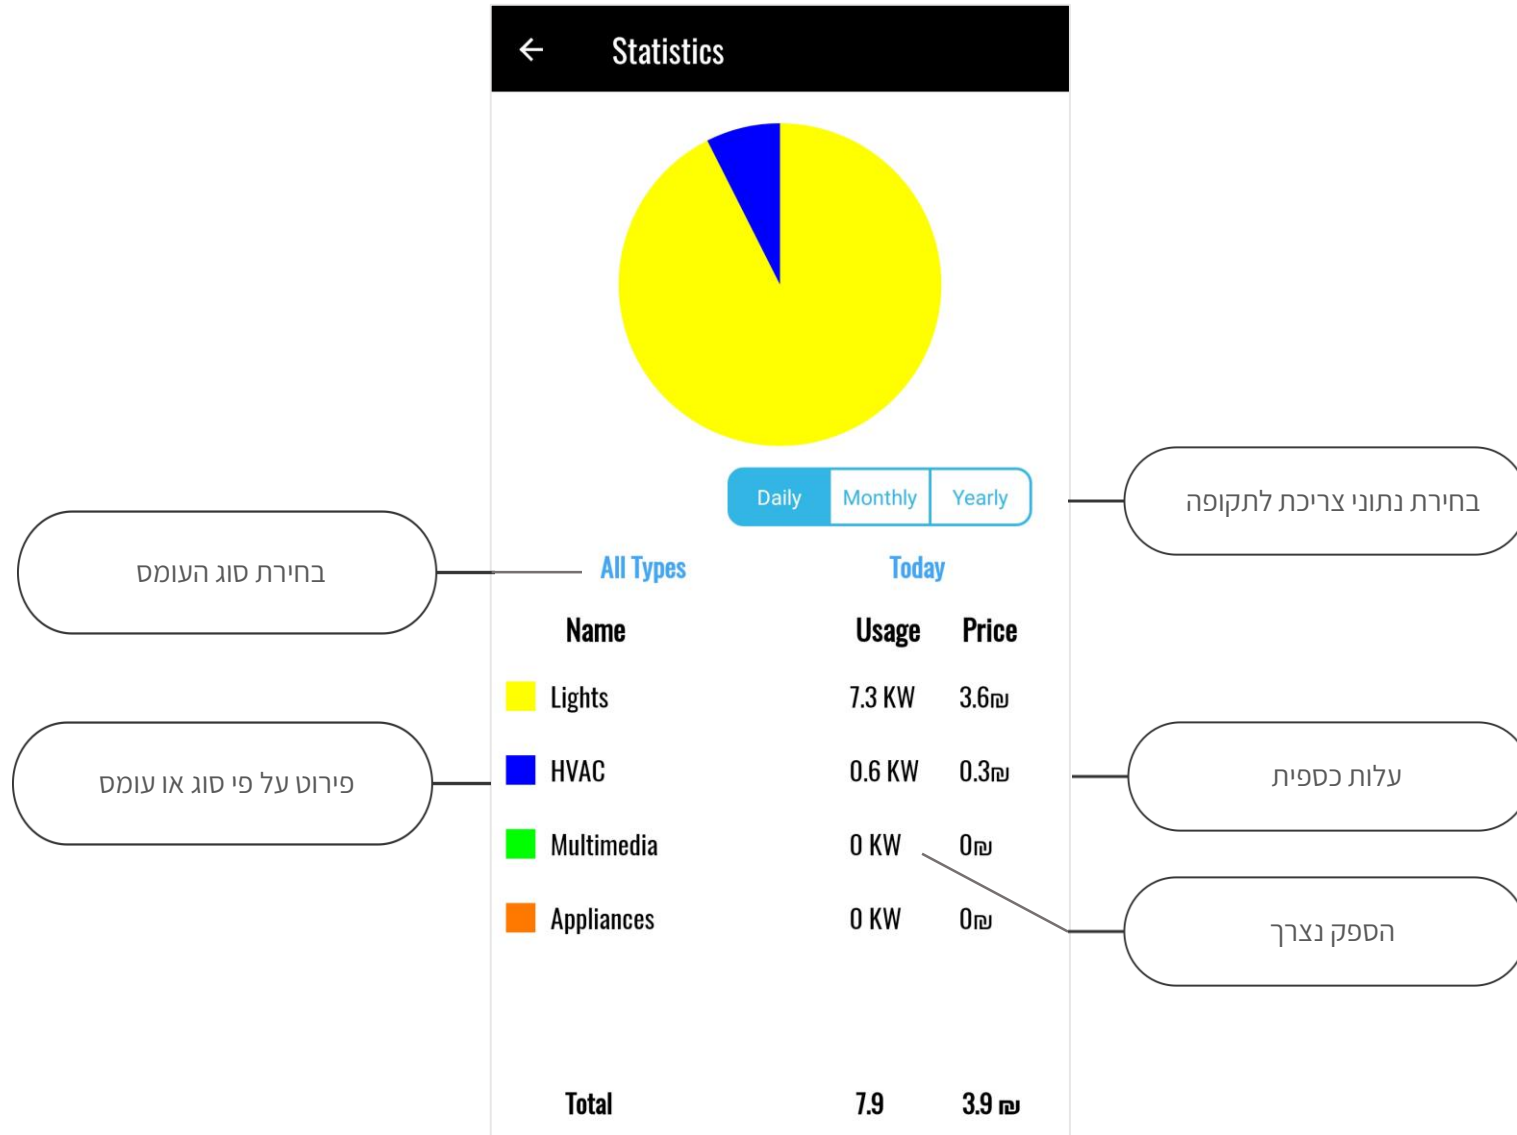 Statistics
Daily Monthly Yearly
בחירת נתוני צריכת לתקופה
בחירת סוג העומס
All Types Today
Name Usage Price
Lights 7.3 KW 3.6₪
HVAC 0.6 KW 0.3₪
פירוט על פי סוג או עומס
עלות כספית
Multimedia 0 KW 0₪
Appliances 0 KW 0₪
הספק נצרך
Total 7.9 3.9 ₪